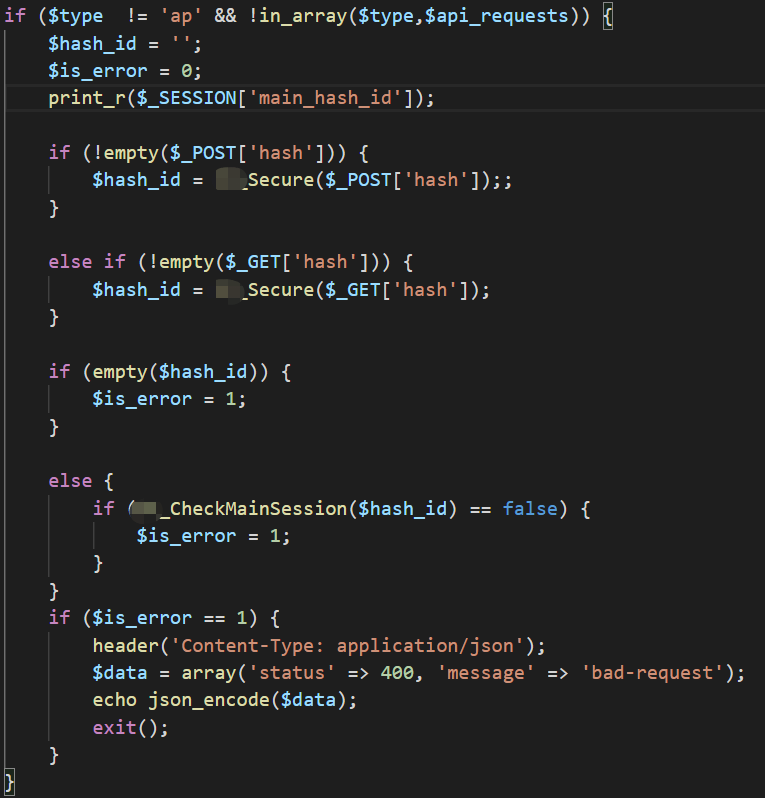 if ($type  != 'ap' && !in_array($type,$api_requests)) {
    $hash_id = '';
    $is_error = 0;
    print_r($_SESSION['main_hash_id']);
    if (!empty($_POST['hash'])) {
        $hash_id = _Secure($_POST['hash']);;
    }
    else if (!empty($_GET['hash'])) {
        $hash_id = _Secure($_GET['hash']);
    }
    if (empty($hash_id)) {
        $is_error = 1;
    }
    else {
        if (_CheckMainSession($hash_id) == false) {
            $is_error = 1;
        }
    }
    if ($is_error == 1) {
        header('Content-Type: application/json');
        $data = array('status' => 400, 'message' => 'bad-request');
        echo json_encode($data);
        exit();
    }
}